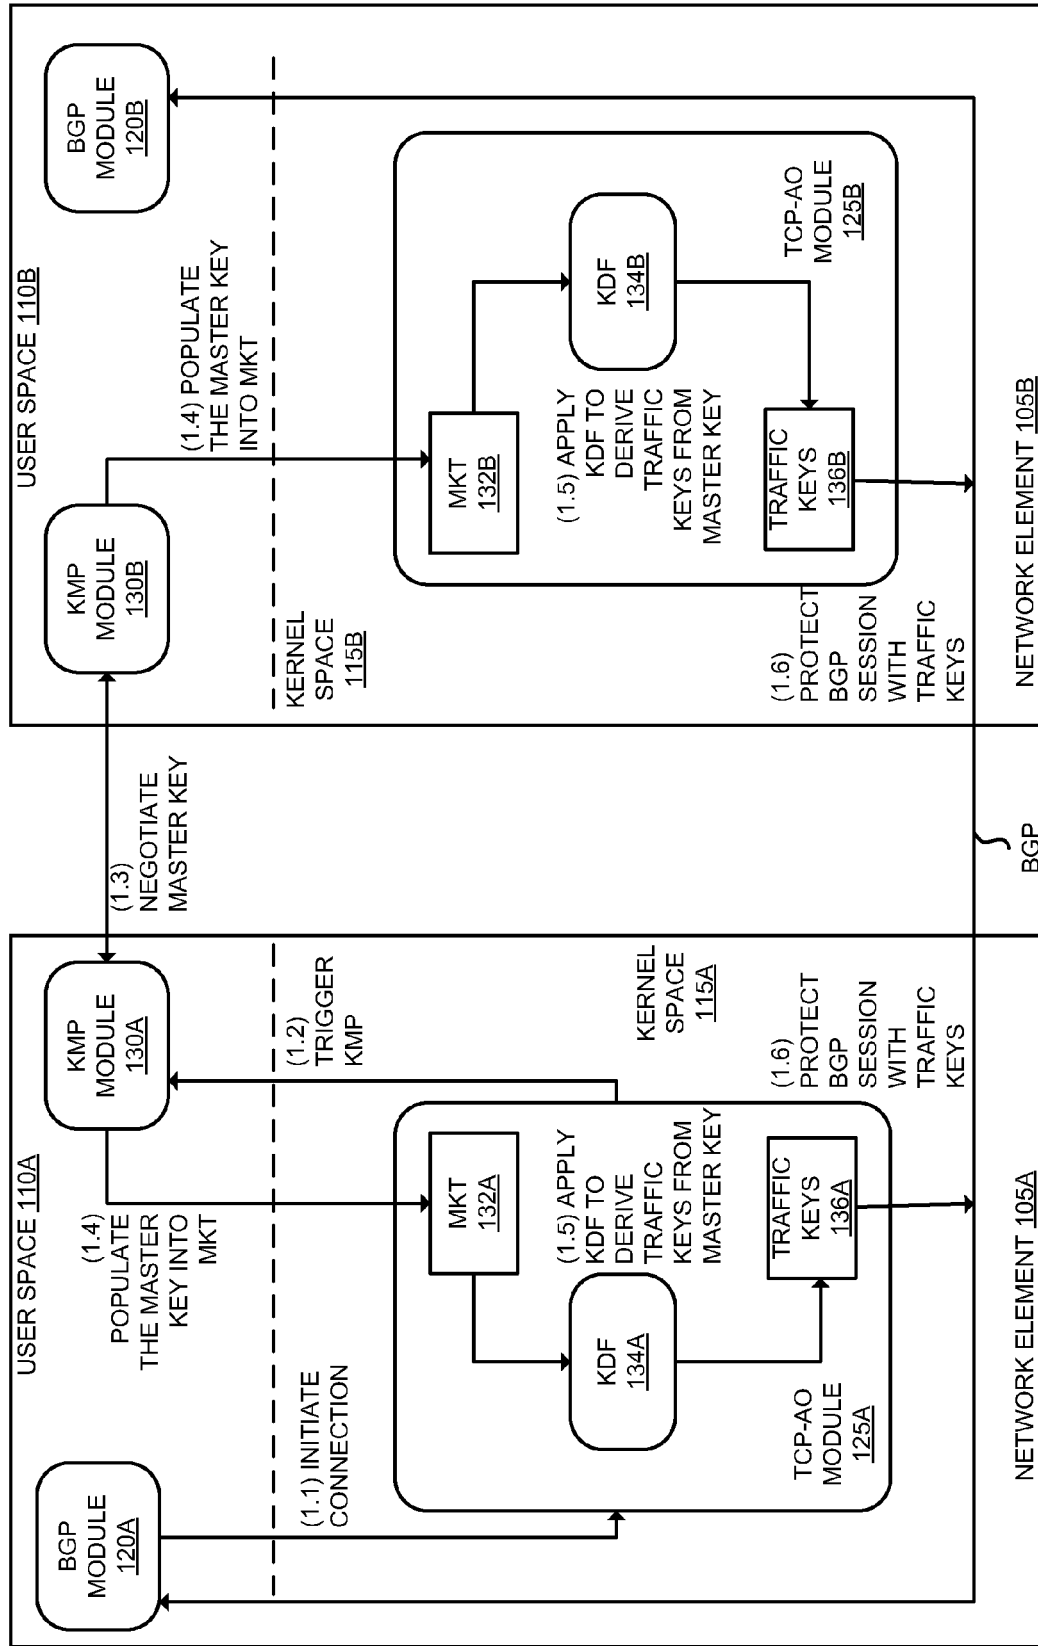 USER SPACE 110A
BGP
MODULE
120A
(1.4)
POPULATE
THE MASTER
KEY INTO
MKT
KMP
MODULE
130A
(1.1) INITIATE
CONNECTION
(1.2)
TRIGGER
KMP
MKT
132A
KDF
134A
(1.5) APPLY
KDF TO
DERIVE
TRAFFIC
KEYS FROM
MASTER KEY
TRAFFIC
KEYS
136A
TCP-AO
MODULE
125A
KERNEL
SPACE
115A
(1.6)
PROTECT
BGP
SESSION
WITH
TRAFFIC
KEYS
NETWORK ELEMENT 105A
(1.3)
NEGOTIATE
MASTER KEY
BGP
USER SPACE 110B
KMP
MODULE
130B
(1.4) POPULATE
THE MASTER KEY
INTO MKT
BGP
MODULE
120B
KERNEL
SPACE
115B
MKT
132B
(1.5) APPLY
KDF TO
DERIVE
TRAFFIC
KEYS FROM
MASTER KEY
KDF
134B
TRAFFIC
KEYS
136B
TCP-AO
MODULE
125B
(1.6)
PROTECT
BGP
SESSION
WITH
TRAFFIC
KEYS
NETWORK ELEMENT 105B